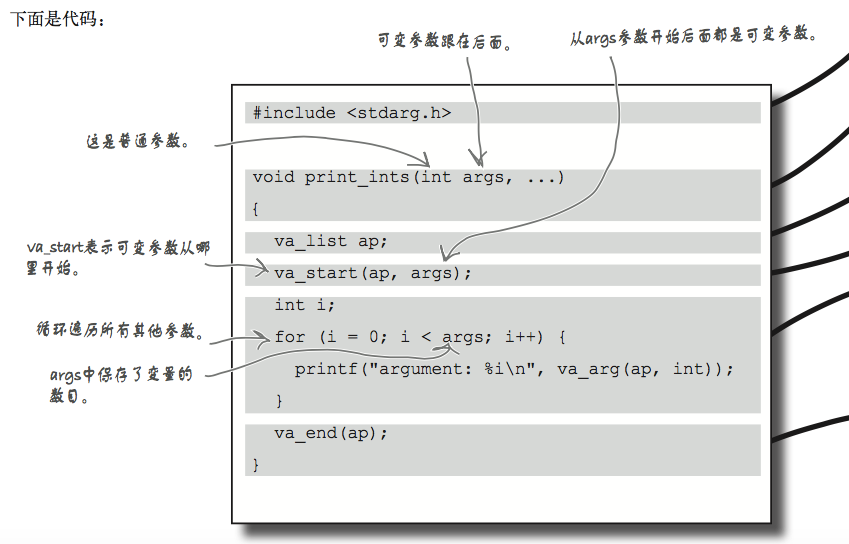 下面是代码：
可变参数跟在后面。
从args参数开始后面都是可变参数。
#include <stdarg.h>
这是普通参数。
void print_ints(int args, ...)
{
va_list ap;
va_start表示可变参数从哪
里开始。
va_start(ap, args);
int i;
循环遍历所有其他参数。
for (i = 0; i < args; i++) {
args中保存了变量的
数目。
printf("argument: %i\n", va_arg(ap, int));
}
va_end(ap);
}